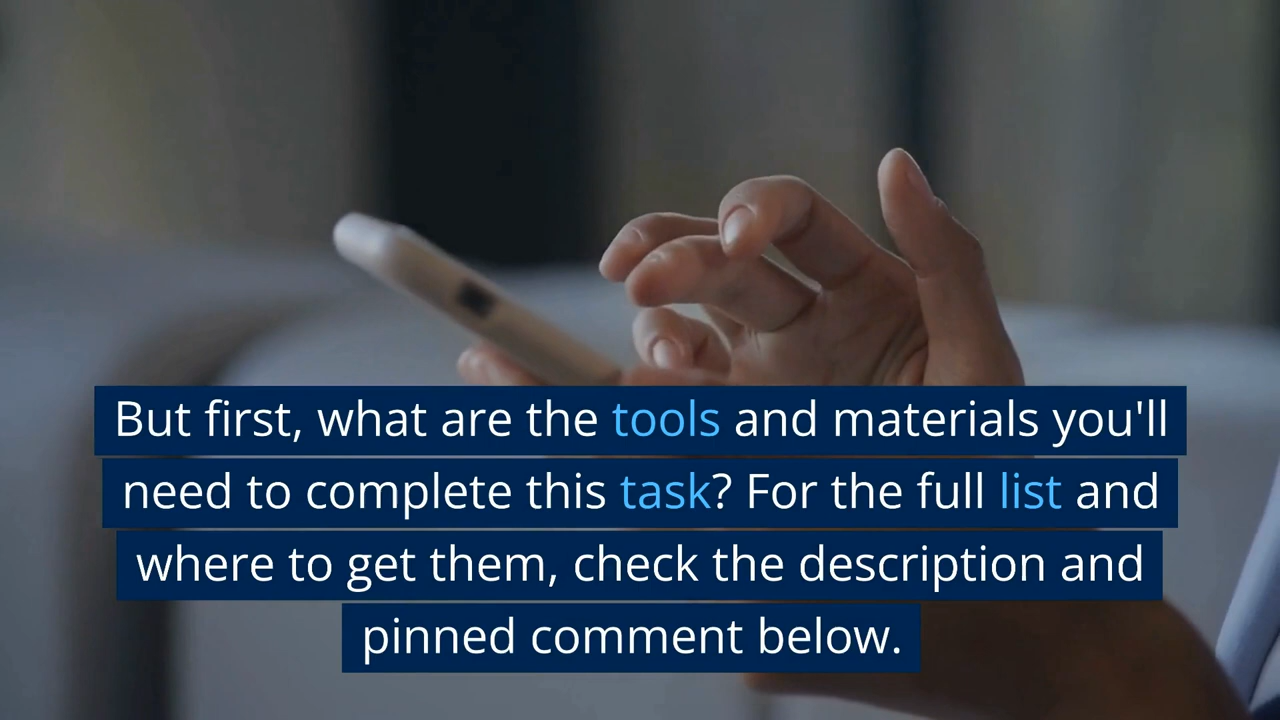 But first, what are the tools and materials you'll
need to complete this task? For the full list and
where to get them, check the description and
pinned comment below.